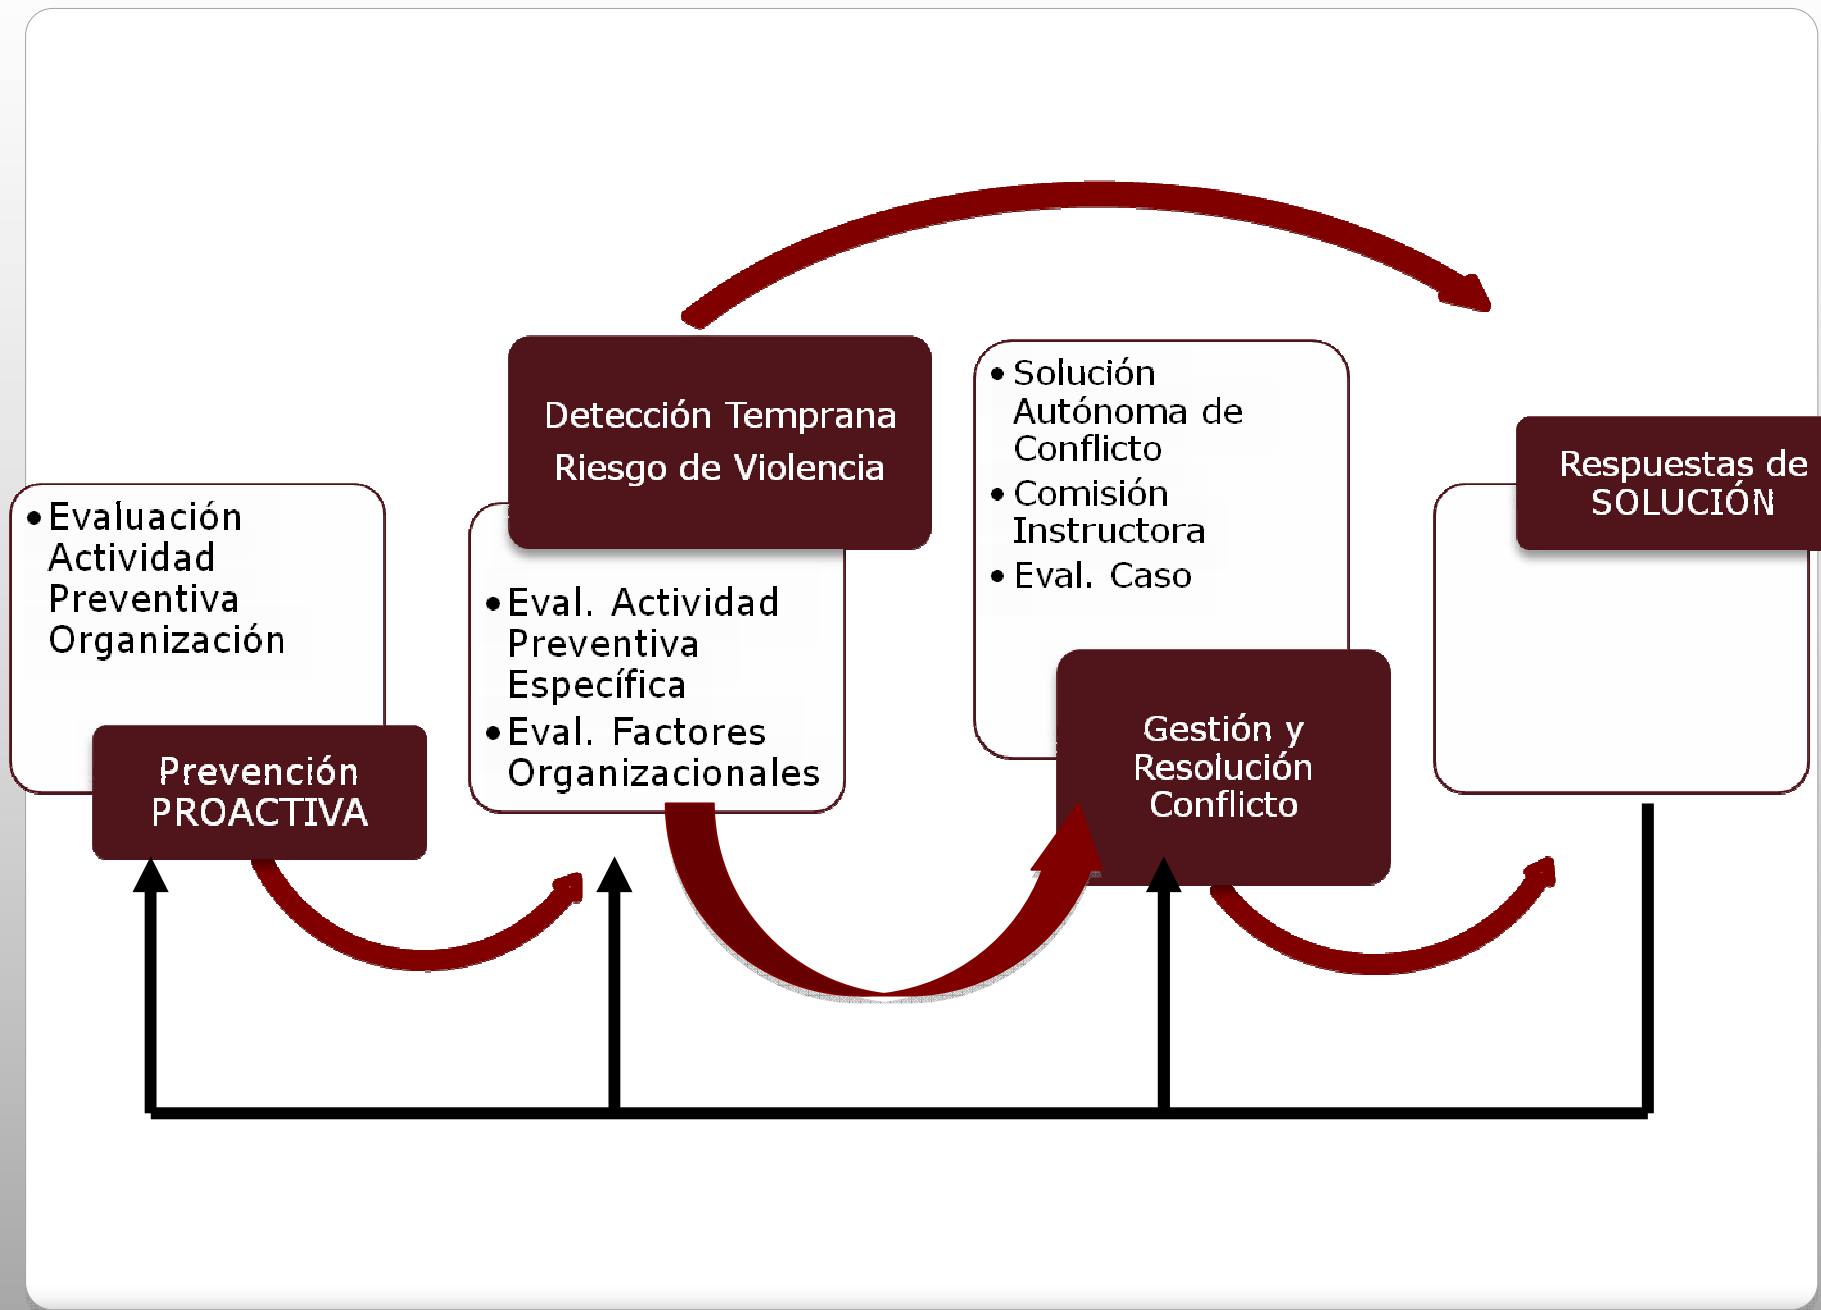 • Evaluación
Actividad
Preventiva
Organización
Prevención
PROACTIVA
Detección Temprana
Riesgo de Violencia
• Eval. Actividad
Preventiva
Específica
• Eval. Factores
Organizacionales
• Solución
Autónoma de
Conflicto
• Comisión
Instructora
• Eval. Caso
Gestión y
Resolución
Conflicto
Respuestas de
SOLUCIÓN